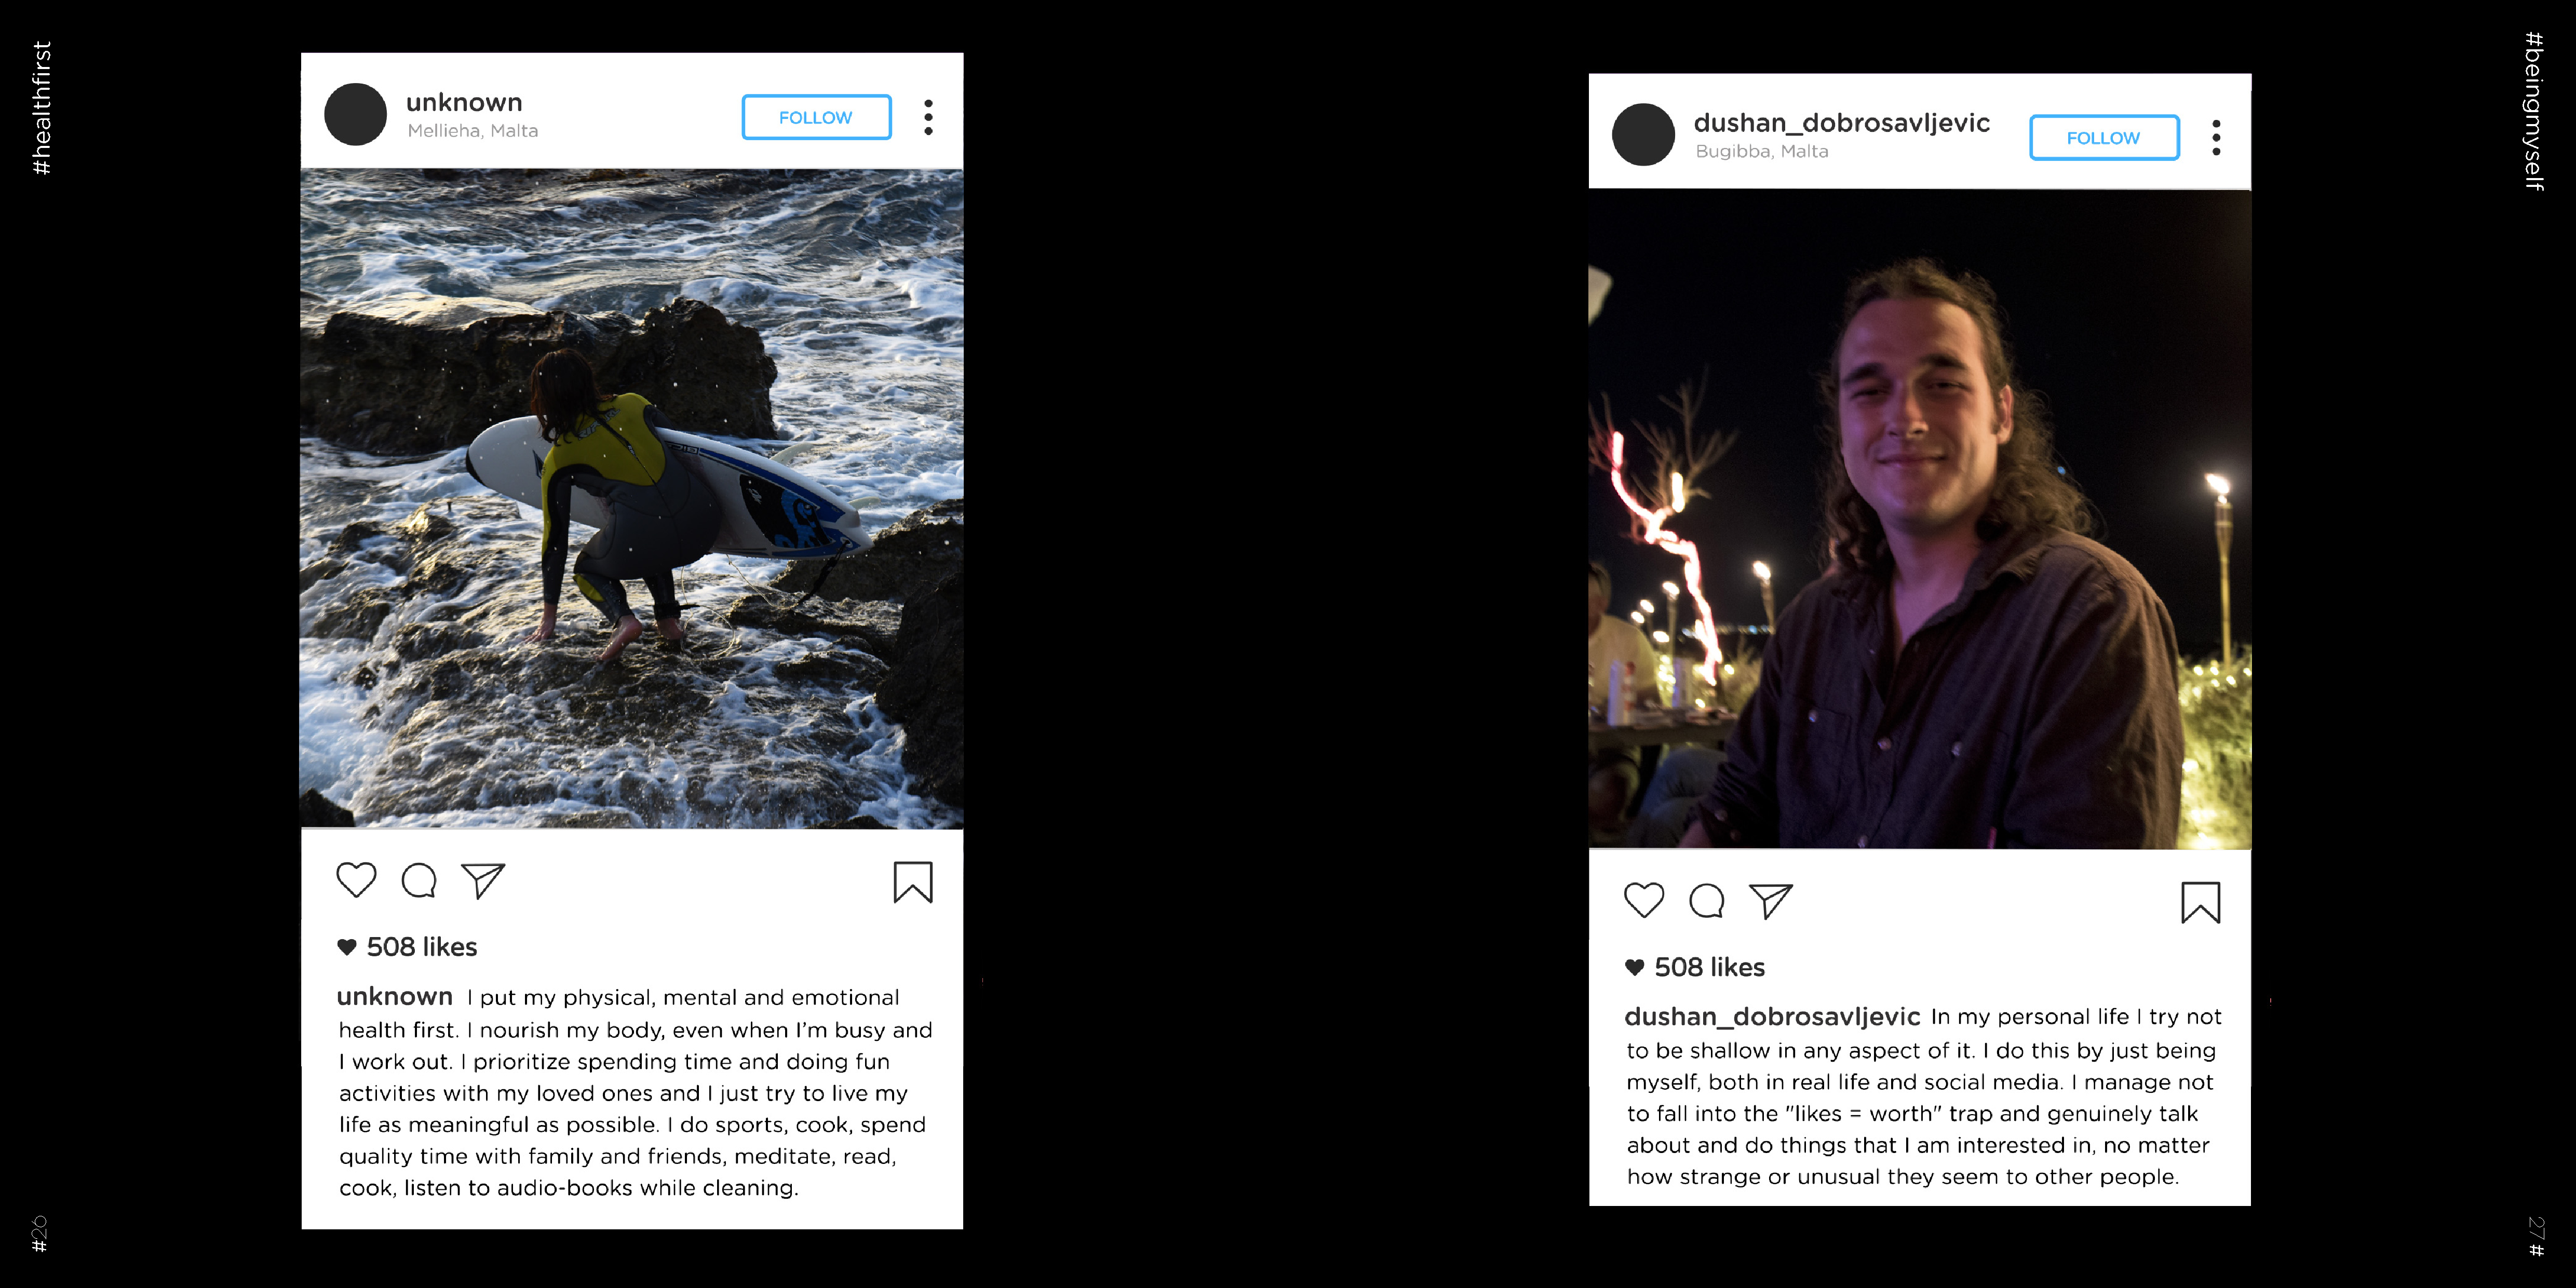 #healthfirst
unknown
Mellieha, Malta
FOLLOW
508 likes
unknown I put my physical, mental and emotional
health first. I nourish my body, even when I’m busy and
I work out. I prioritize spending time and doing fun
activities with my loved ones and I just try to live my
life as meaningful as possible. I do sports, cook, spend
quality time with family and friends, meditate, read,
cook, listen to audio-books while cleaning.
#26
#beingmyself
dushan_dobrosavljevic
Bugibba, Malta
FOLLOW
508 likes
dushan_dobrosavljevic In my personal life I try not
to be shallow in any aspect of it. I do this by just being
myself, both in real life and social media. I manage not
to fall into the "likes = worth" trap and genuinely talk
about and do things that I am interested in, no matter
how strange or unusual they seem to other people.
27#